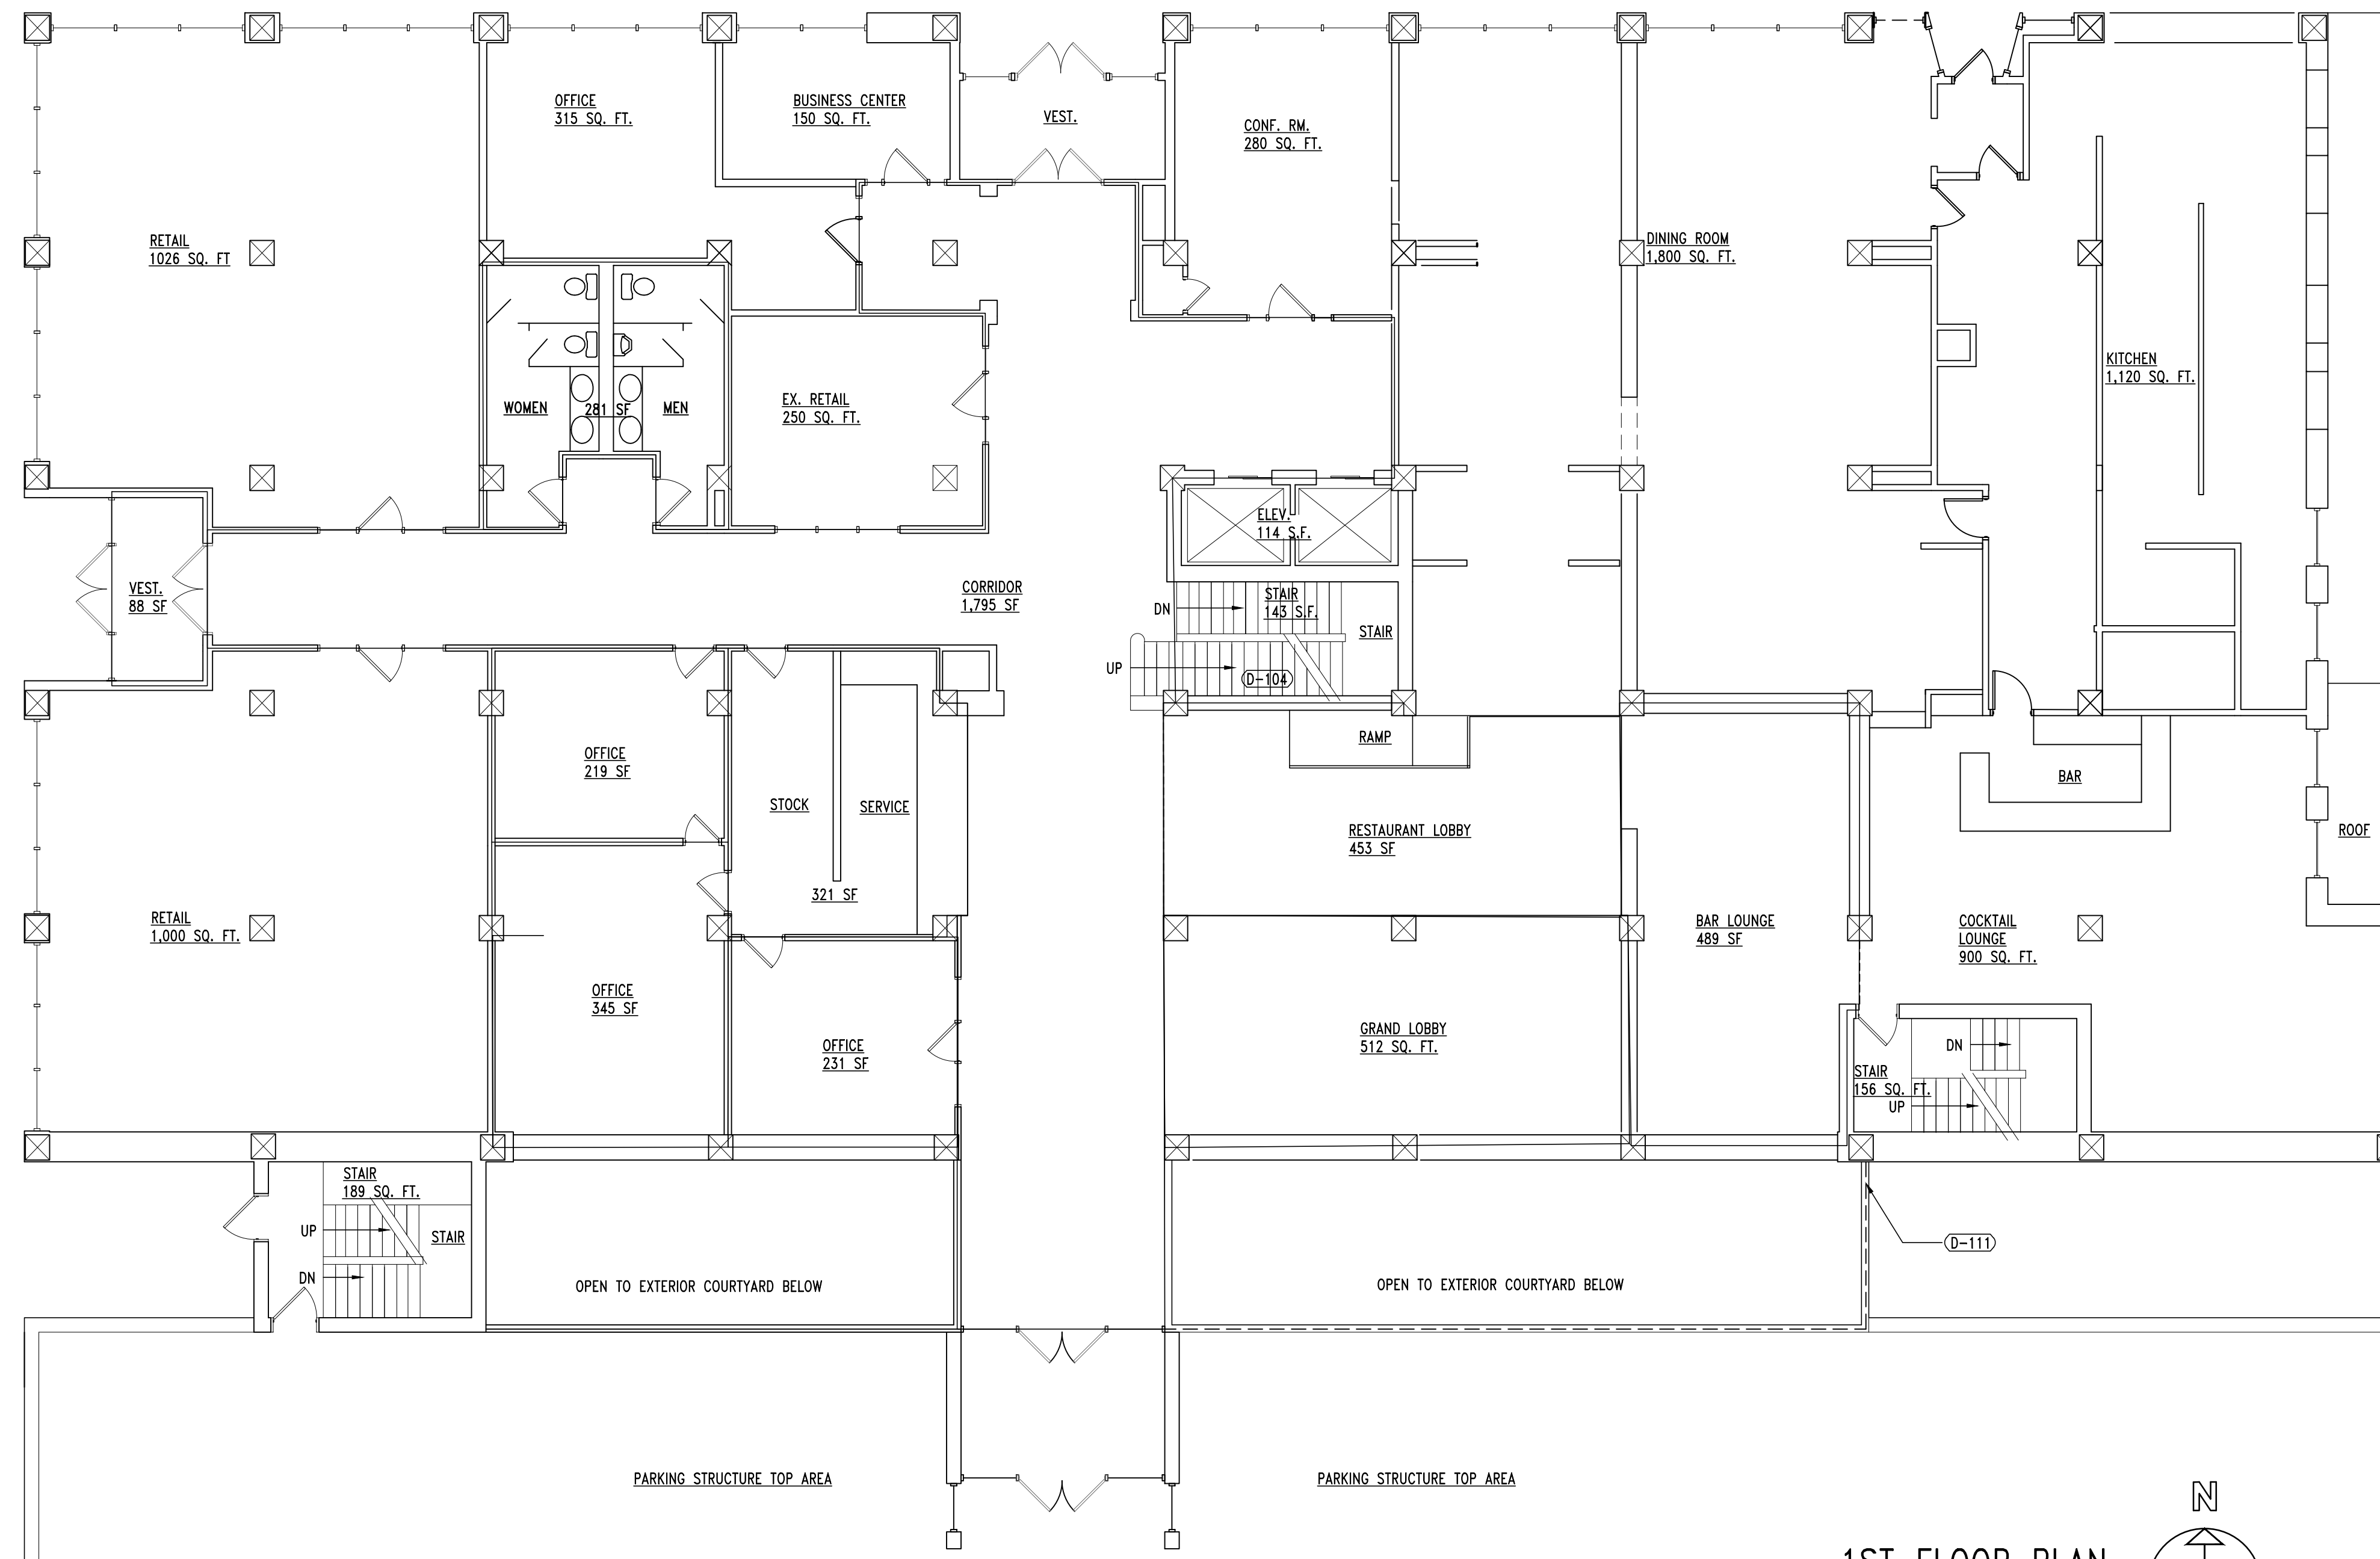 OFFICE
315 SQ. FT.
BUSINESS CENTER
150 SQ. FT.
VEST.
CONF. RM.
280 SQ. FT.
RETAIL
1026 SQ. FT
DINING ROOM
1,800 SQ. FT.
KITCHEN
1,120 SQ. FT.
WOMEN
281 SF
MEN
EX. RETAIL
250 SQ. FT.
ELEV.
114 S.F.
VEST.
88 SF
CORRIDOR
1,795 SF
DN
STAIR
143 S.F.
STAIR
UP
D-104
RAMP
OFFICE
219 SF
STOCK
SERVICE
BAR
RESTAURANT LOBBY
453 SF
ROOF
321 SF
RETAIL
1,000 SQ. FT.
BAR LOUNGE
489 SF
COCKTAIL
LOUNGE
900 SQ. FT.
OFFICE
345 SF
OFFICE
231 SF
GRAND LOBBY
512 SQ. FT.
DN
STAIR
156 SQ. FT.
UP
STAIR
189 SQ. FT.
UP
STAIR
DN
D-111
OPEN TO EXTERIOR COURTYARD BELOW
OPEN TO EXTERIOR COURTYARD BELOW
PARKING STRUCTURE TOP AREA
PARKING STRUCTURE TOP AREA
N
1ST FLOOR PLAN